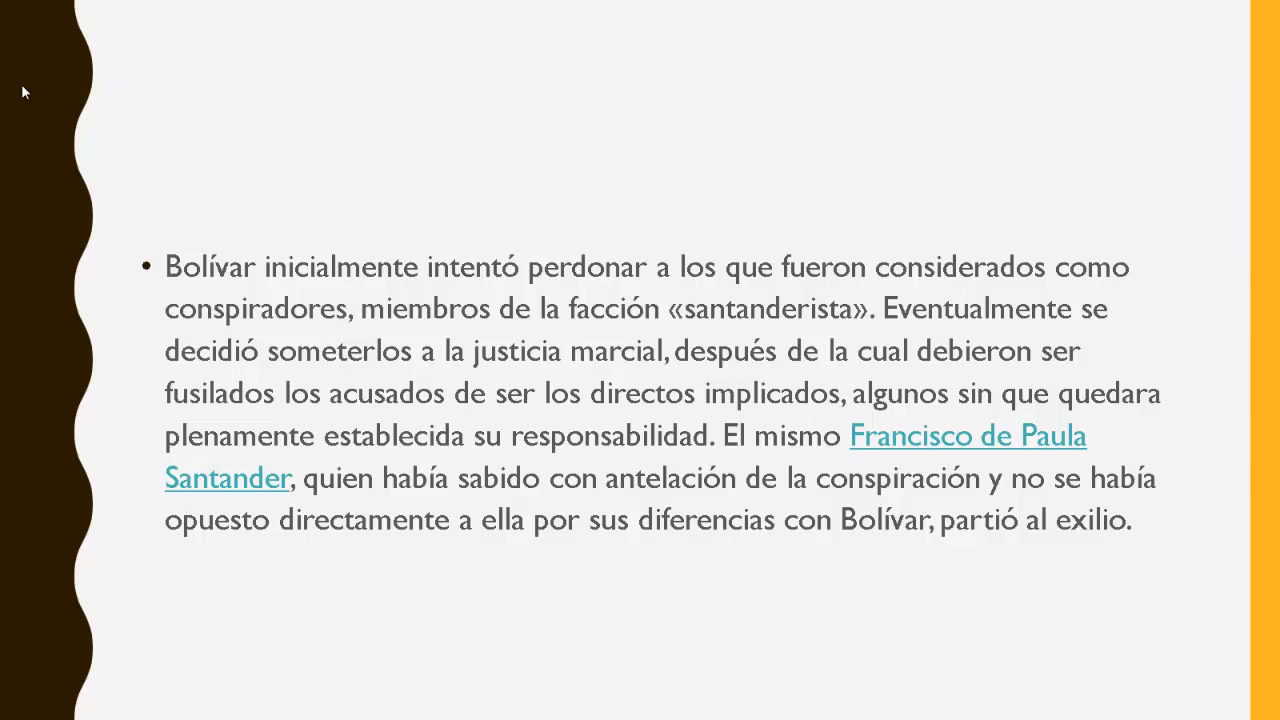 • Bolívar inicialmente intentó perdonar a los que fueron considerados como
conspiradores, miembros de la facción «santanderista». Eventualmente se
decidió someterlos a la justicia marcial, después de la cual debieron ser
fusilados los acusados de ser los directos implicados, algunos sin que quedara
plenamente establecida su responsabilidad. El mismo Francisco de Paula
Santander, quien había sabido con antelación de la conspiración y no se había
opuesto directamente a ella por sus diferencias con Bolívar, partió al exilio.